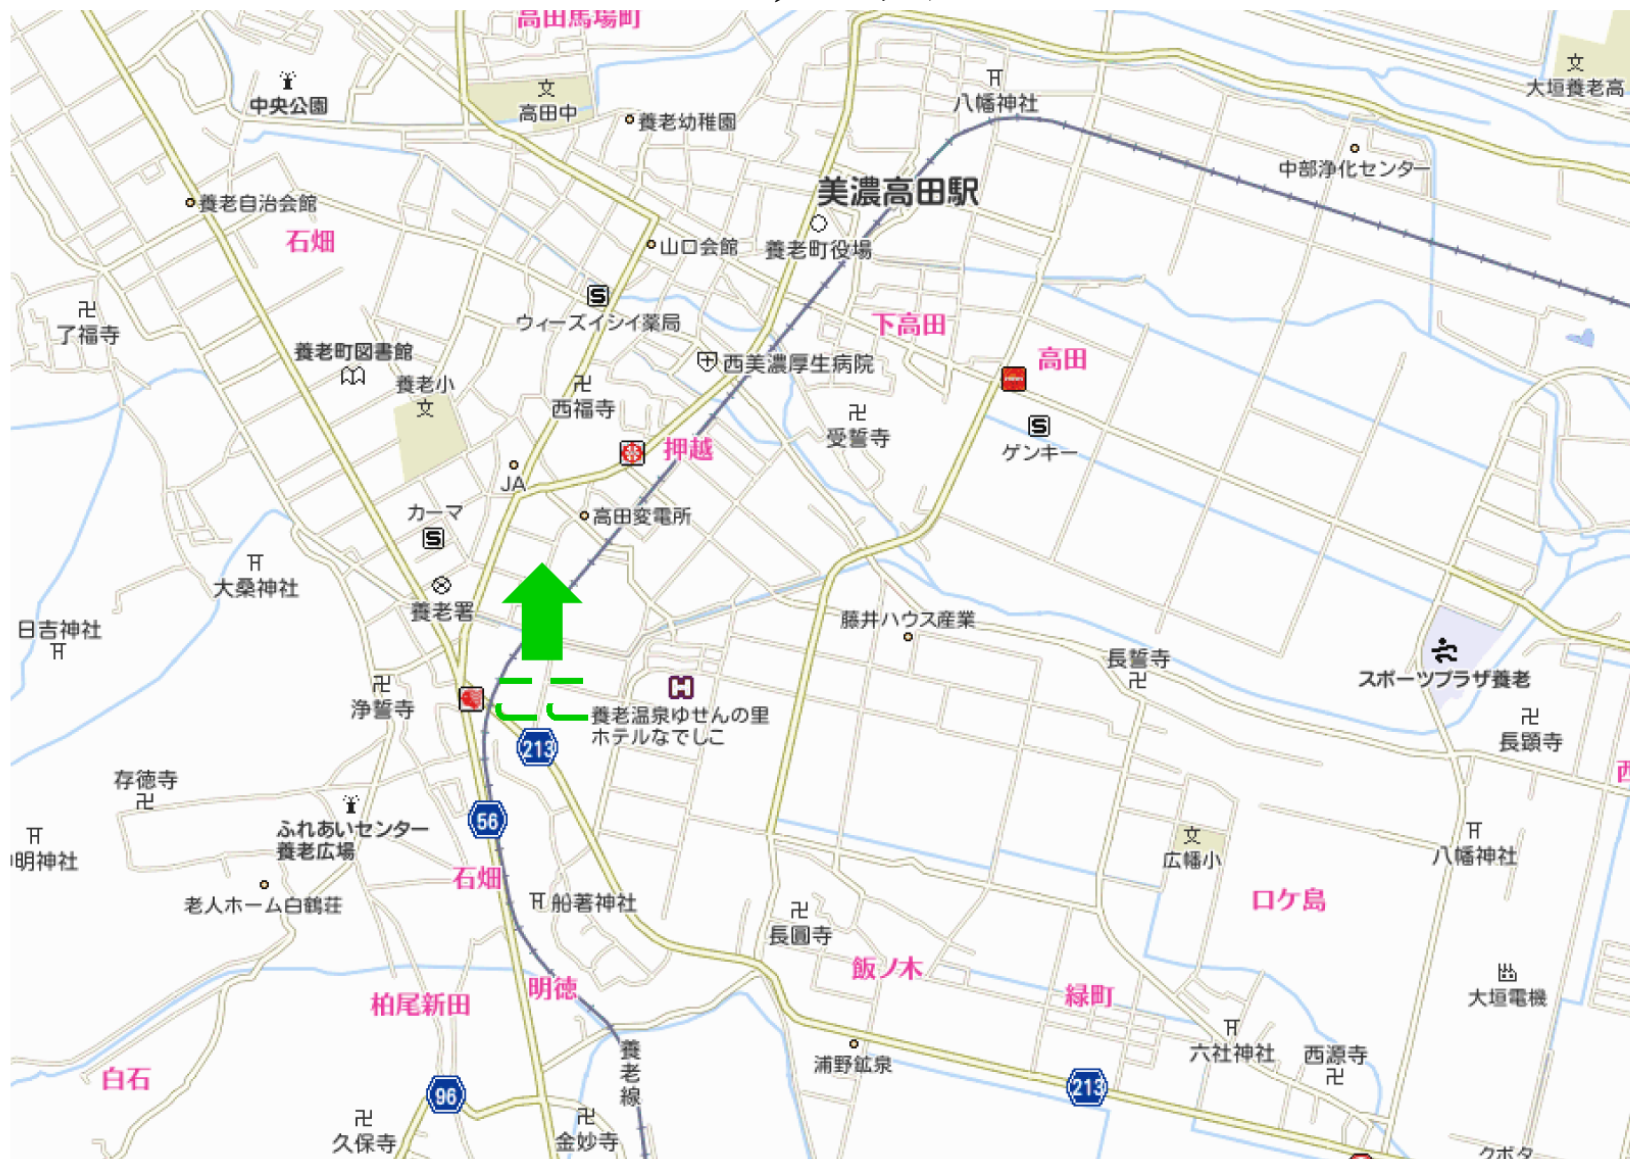 高田馬場町
中央公園
高田中
養老幼稚園
八幡神社
大垣養老高
中部浄化センター
養老自治会館
美濃高田駅
石畑
山口会館
養老町役場
ウィーズイシイ薬局
下高田
了福寺
養老町図書館
西美濃厚生病院
高田
養老小
西福寺
受誓寺
押越
ゲンキー
JA
カーマ
高田変電所
大桑神社
養老署
日吉神社
藤井ハウス産業
長誓寺
スポーツプラザ養老
浄誓寺
養老温泉ゆせんの里
ホテルなでしこ
長顕寺
213
西
存徳寺
56
ふれあいセンター
養老広場
明神社
広幡小
八幡神社
石畑
老人ホーム白鶴荘
船著神社
口ケ島
長圓寺
飯ノ木
明徳
柏尾新田
緑町
大垣電機
養老線
六社神社
西源寺
浦野鉱泉
白石
96
213
久保寺
金妙寺
クボタ